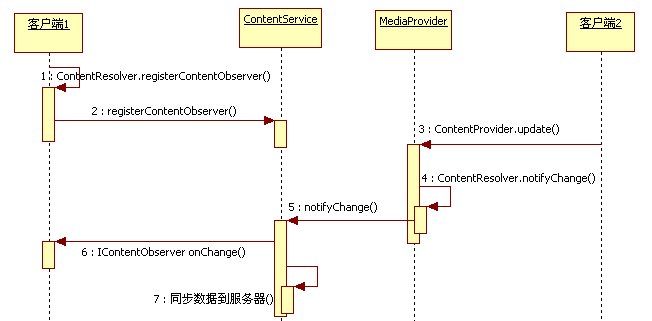 客户端1
ContentService
MediaProvider
客户端2
1 : ContentResolver.registerContentObserver()
2 : registerContentObserver()
3 : ContentProvider.update()
4 : ContentResolver.notifyChange()
5 : notifyChange()
6 : IContentObserver onChange()
7 : 同步数据到服务器()